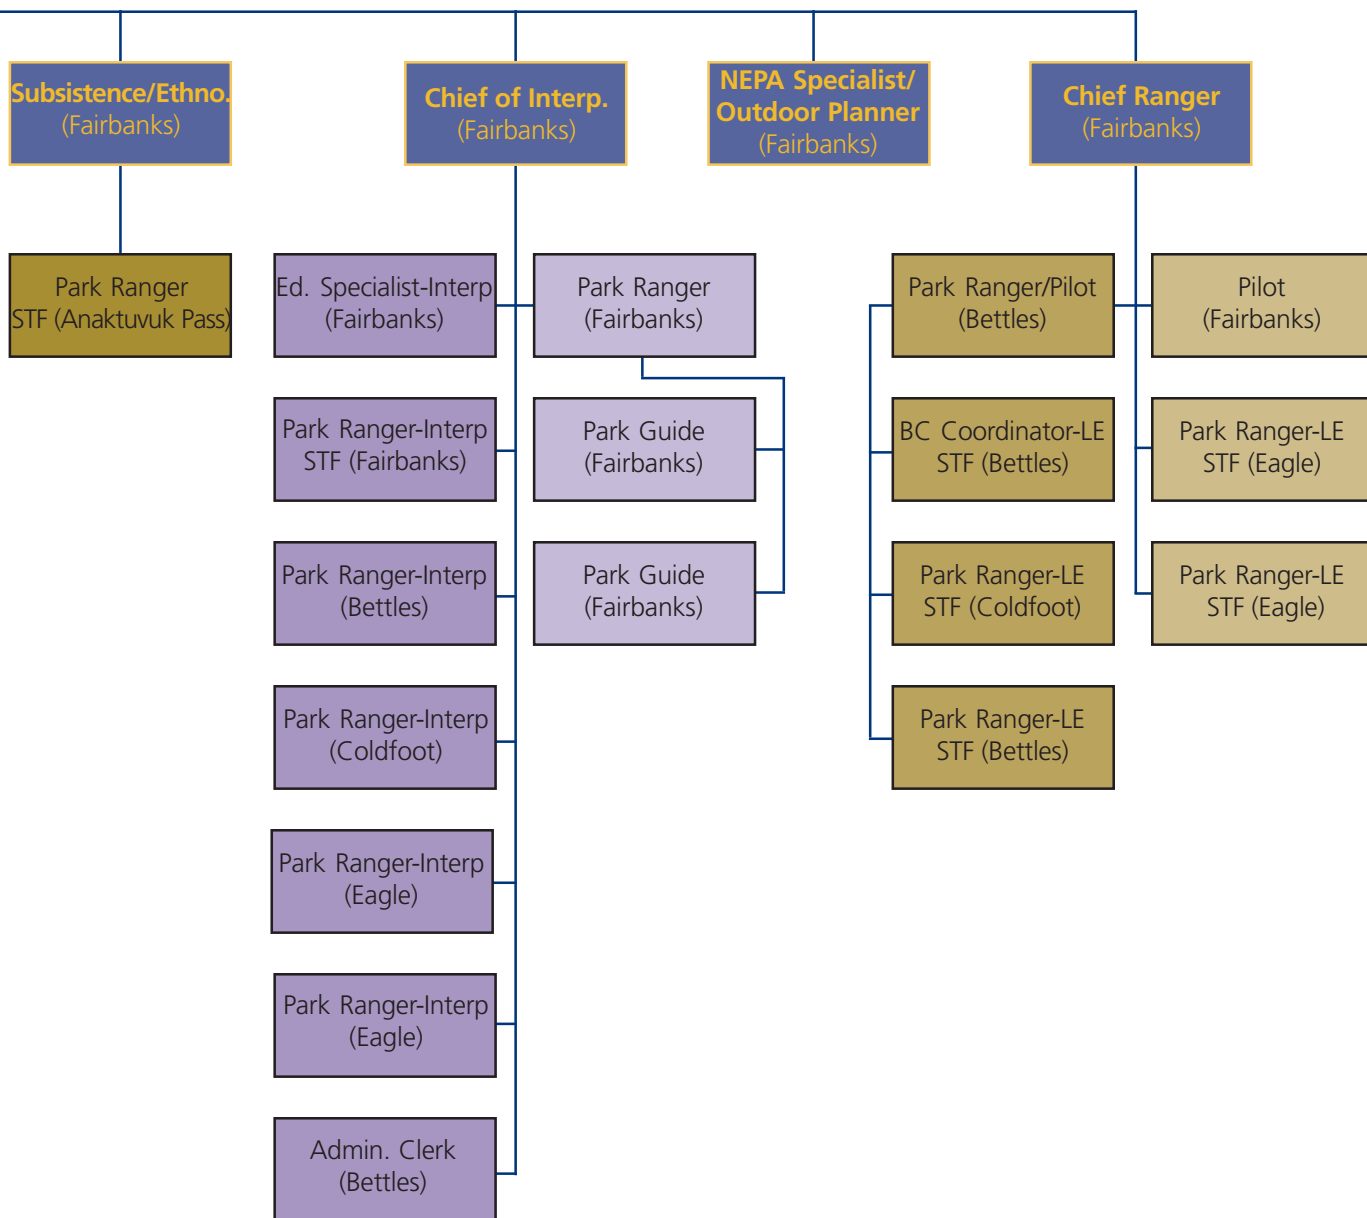 Subsistence/Ethno.
(Fairbanks)
Chief of Interp.
(Fairbanks)
NEPA Specialist/
Outdoor Planner
(Fairbanks)
Chief Ranger
(Fairbanks)
Park Ranger
STF (Anaktuvuk Pass)
Ed. Specialist-Interp
(Fairbanks)
Park Ranger-Interp
STF (Fairbanks)
Park Ranger-Interp
(Bettles)
Park Ranger-Interp
(Coldfoot)
Park Ranger-Interp
(Eagle)
Park Ranger-Interp
(Eagle)
Admin. Clerk
(Bettles)
Park Ranger
(Fairbanks)
Park Guide
(Fairbanks)
Park Guide
(Fairbanks)
Park Ranger/Pilot
(Bettles)
BC Coordinator-LE
STF (Bettles)
Park Ranger-LE
STF (Coldfoot)
Park Ranger-LE
STF (Bettles)
Pilot
(Fairbanks)
Park Ranger-LE
STF (Eagle)
Park Ranger-LE
STF (Eagle)